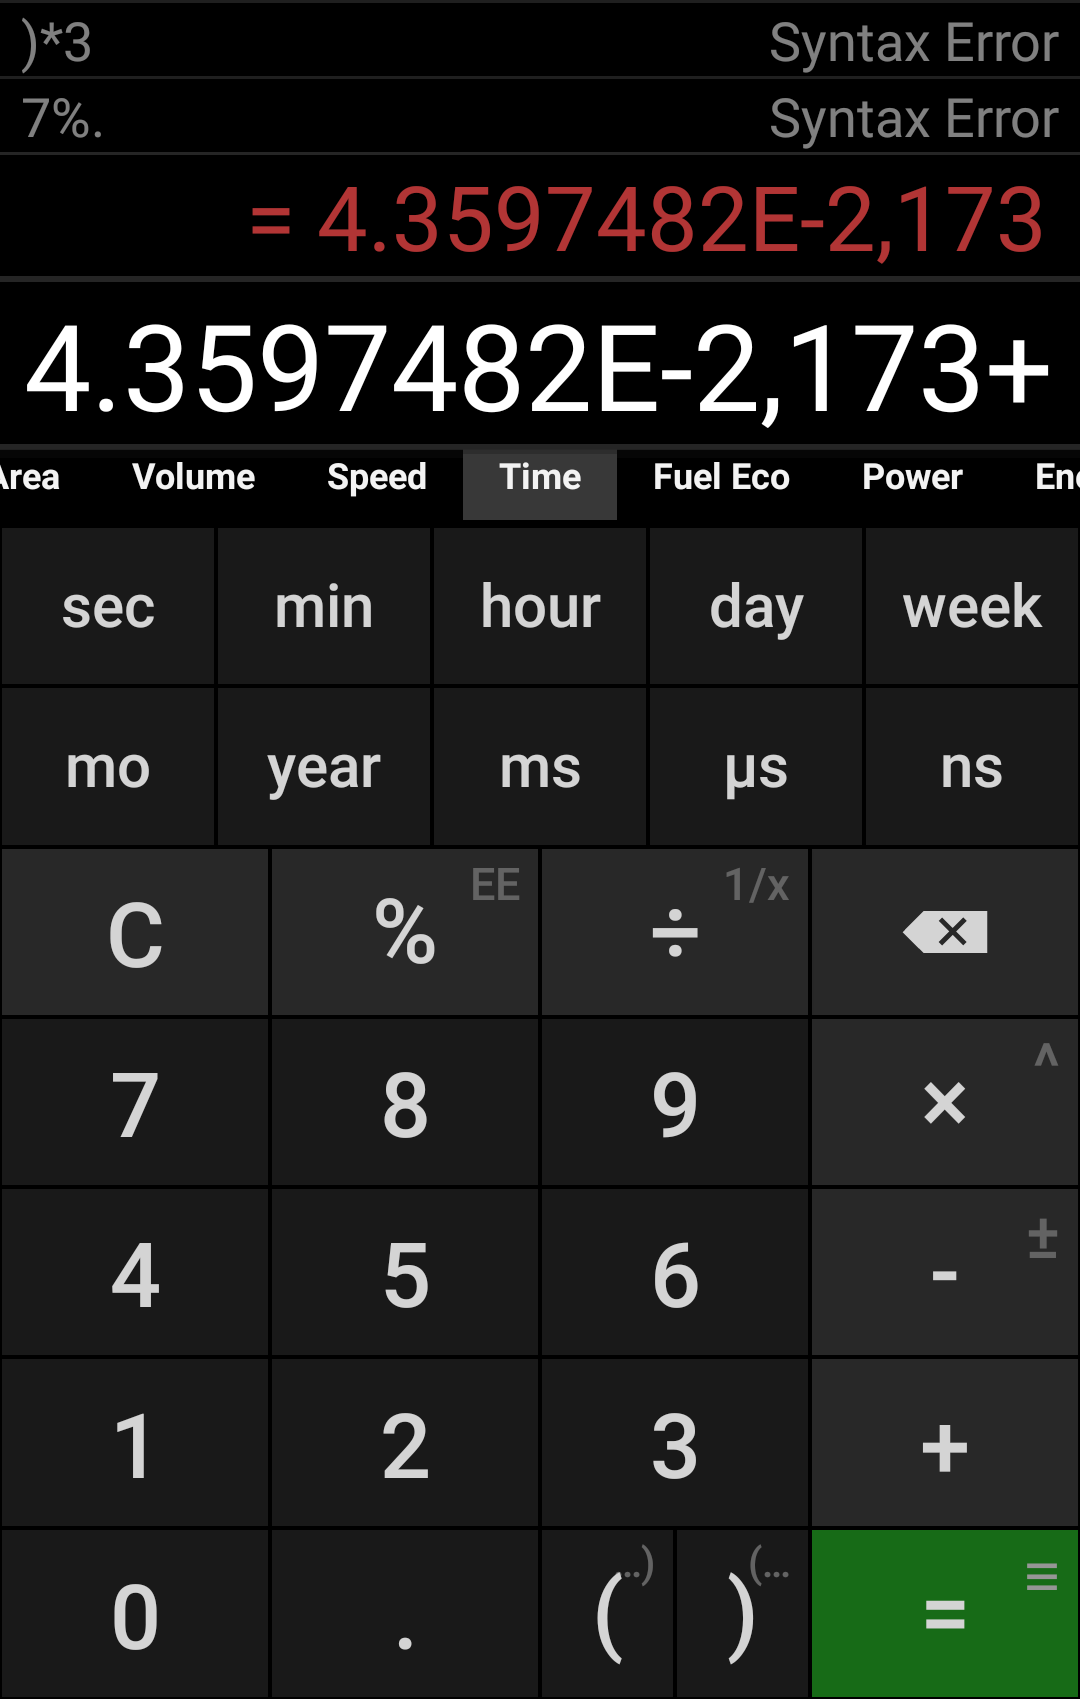 )*3 Syntax Error
7%. Syntax Error
= 4.3597482E-2,173
4.3597482E-2,173+
Area Volume Speed Time Fuel Eco Power Ene
sec min hour day week
mo year ms µs ns
C % EE ÷ 1/x
7 8 9 × ^
4 5 6 - ±
1 2 3 +
0 . ( ..) ) (... = ≡